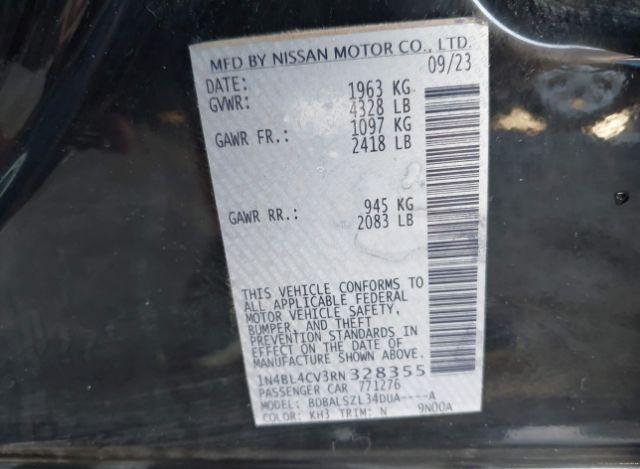 MFD BY NISSAN MOTOR CO., LTD.
DATE: 09/23
GVWR: 1963 KG
4328 LB
GAWR FR.: 1097 KG
2418 LB
GAWR RR.: 945 KG
2083 LB
THIS VEHICLE CONFORMS TO
ALL APPLICABLE FEDERAL
MOTOR VEHICLE SAFETY,
BUMPER, AND THEFT
PREVENTION STANDARDS IN
EFFECT ON THE DATE OF
MANUFACTURE SHOWN ABOVE.
1N4BL4CV3RN328355
PASSENGER CAR 771276
MODEL: BDBALSZL34DUA----A
COLOR: KH3 TRIM: N 9N00A